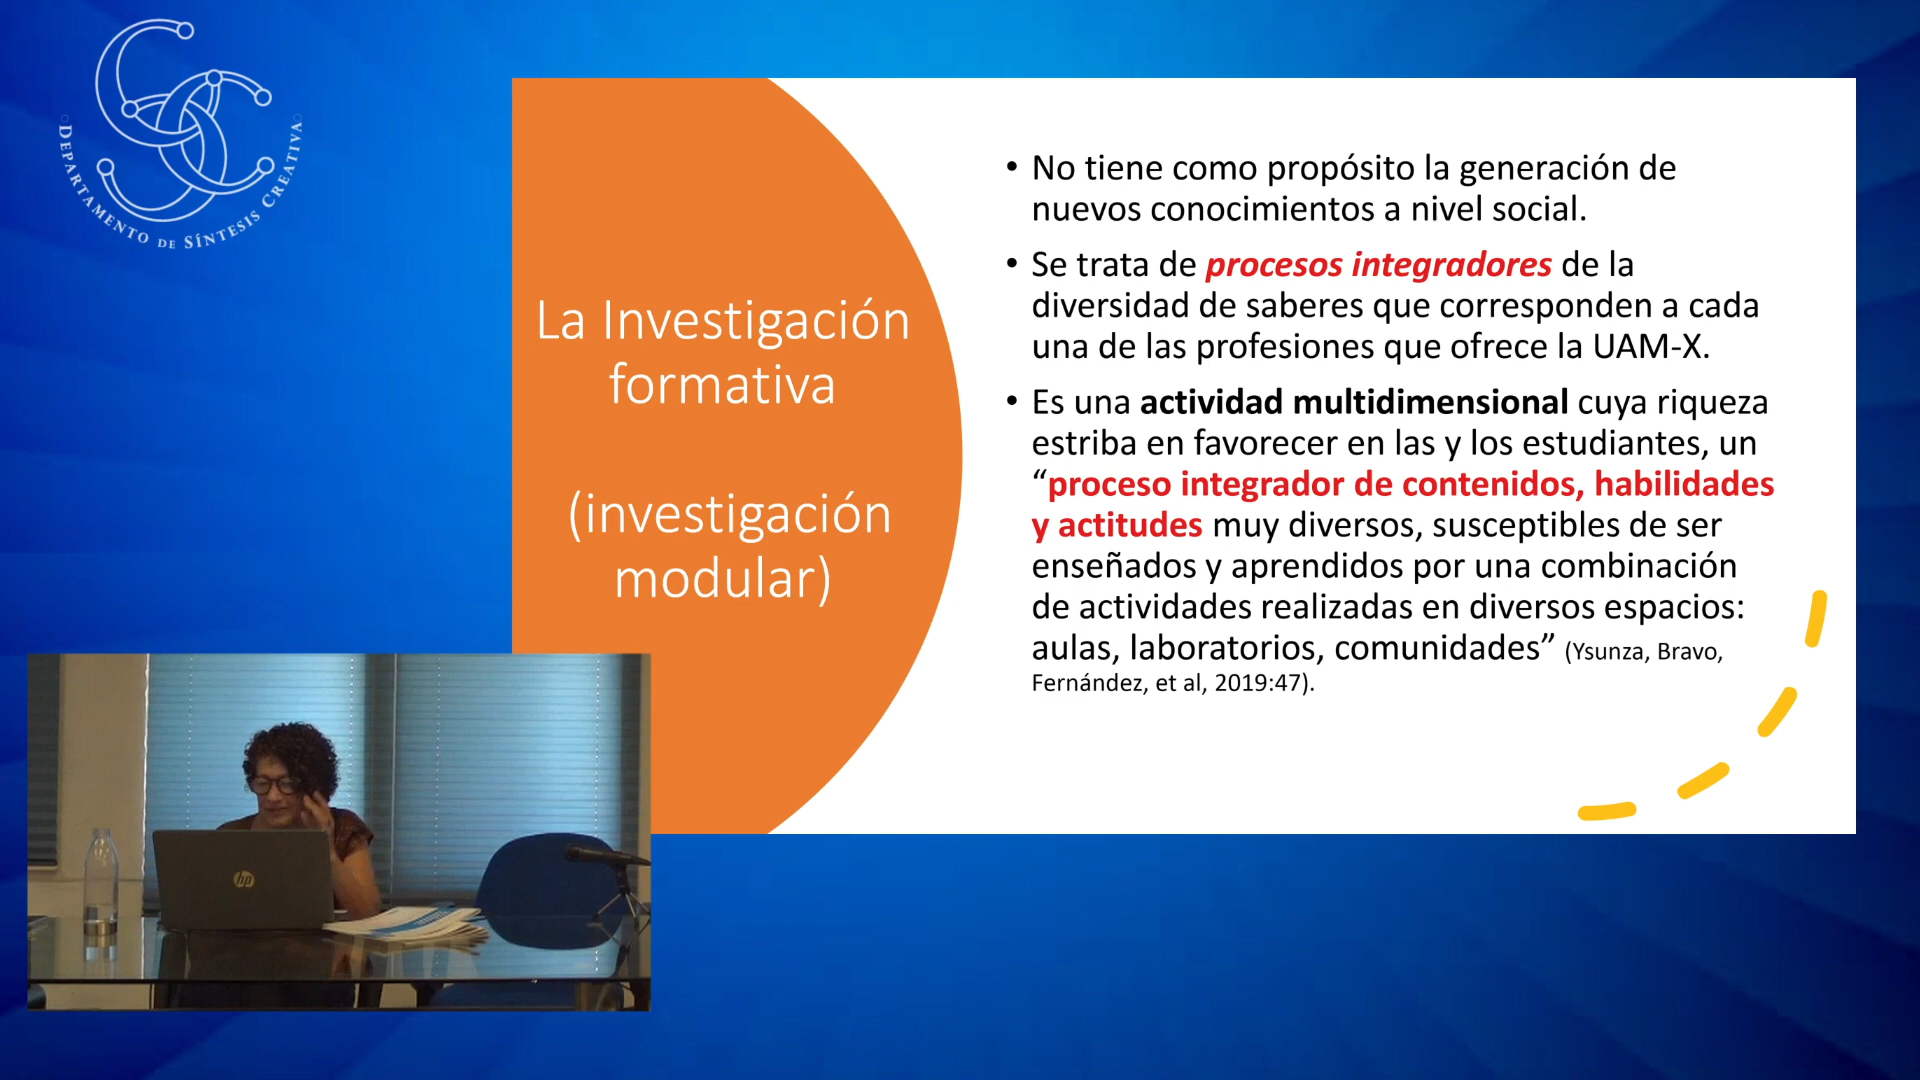 DEPARTAMENTO DE SÍNTESIS CREATIVA
La Investigación
formativa
(investigación
modular)
• No tiene como propósito la generación de
nuevos conocimientos a nivel social.
• Se trata de procesos integradores de la
diversidad de saberes que corresponden a cada
una de las profesiones que ofrece la UAM-X.
• Es una actividad multidimensional cuya riqueza
estriba en favorecer en las y los estudiantes, un
“proceso integrador de contenidos, habilidades
y actitudes muy diversos, susceptibles de ser
enseñados y aprendidos por una combinación
de actividades realizadas en diversos espacios:
aulas, laboratorios, comunidades” (Ysunza, Bravo,
Fernández, et al, 2019:47).
hp